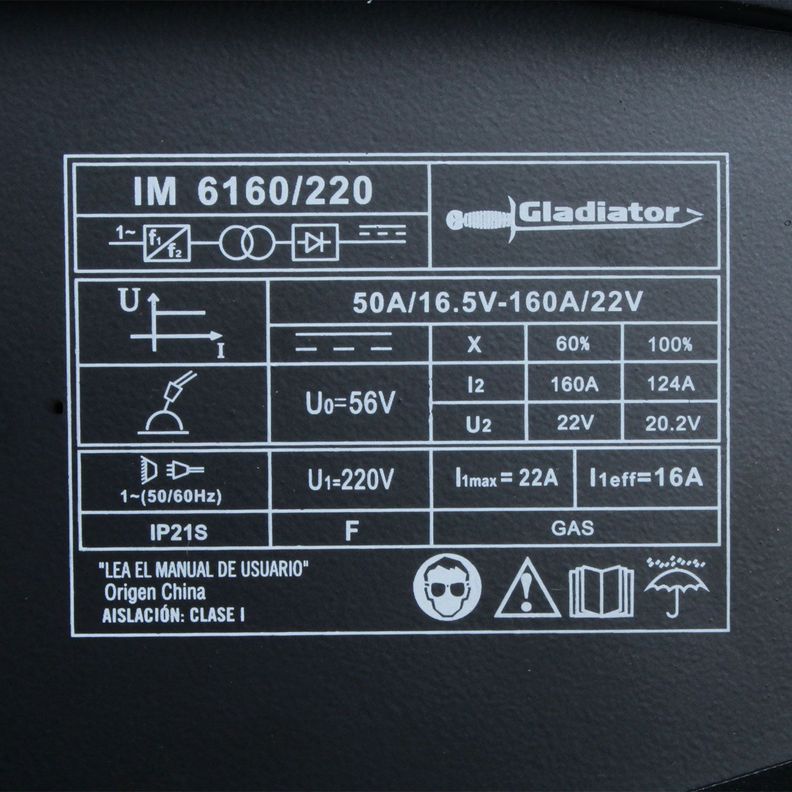 IM 6160/220
Gladiator
1~ f1 f2
U
I
50A/16.5V-160A/22V
X 60% 100%
U0=56V
I2 160A 124A
U2 22V 20.2V
1~(50/60Hz)
U1=220V
I1max= 22A
I1eff=16A
IP21S
F
GAS
"LEA EL MANUAL DE USUARIO"
Origen China
AISLACIÓN: CLASE I